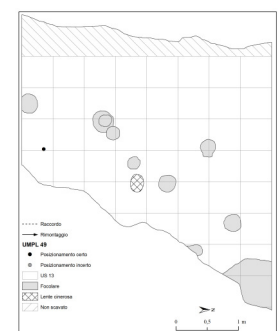 Raccordo
Rimontaggio
UMPL 49
Posizionamento certo
Posizionamento incerto
US 13
Focolare
Lente cinerosa
Non scavato
z
0 0,5 1 m